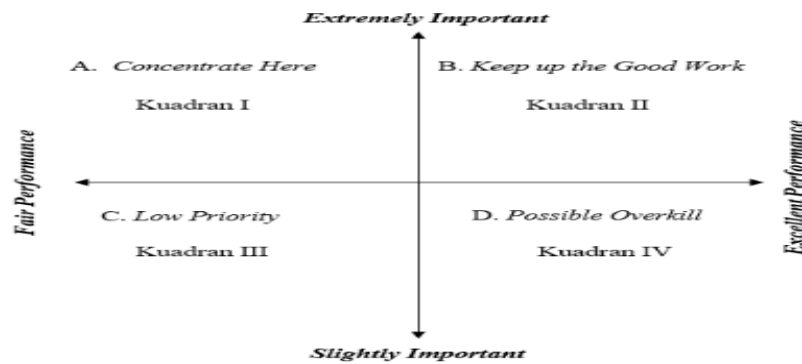 Extremely Important
A. Concentrate Here
B. Keep up the Good Work
Kuadran I
Kuadran II
Fair Performance
Excellent Performance
C. Low Priority
D. Possible Overkill
Kuadran III
Kuadran IV
Slightly Important